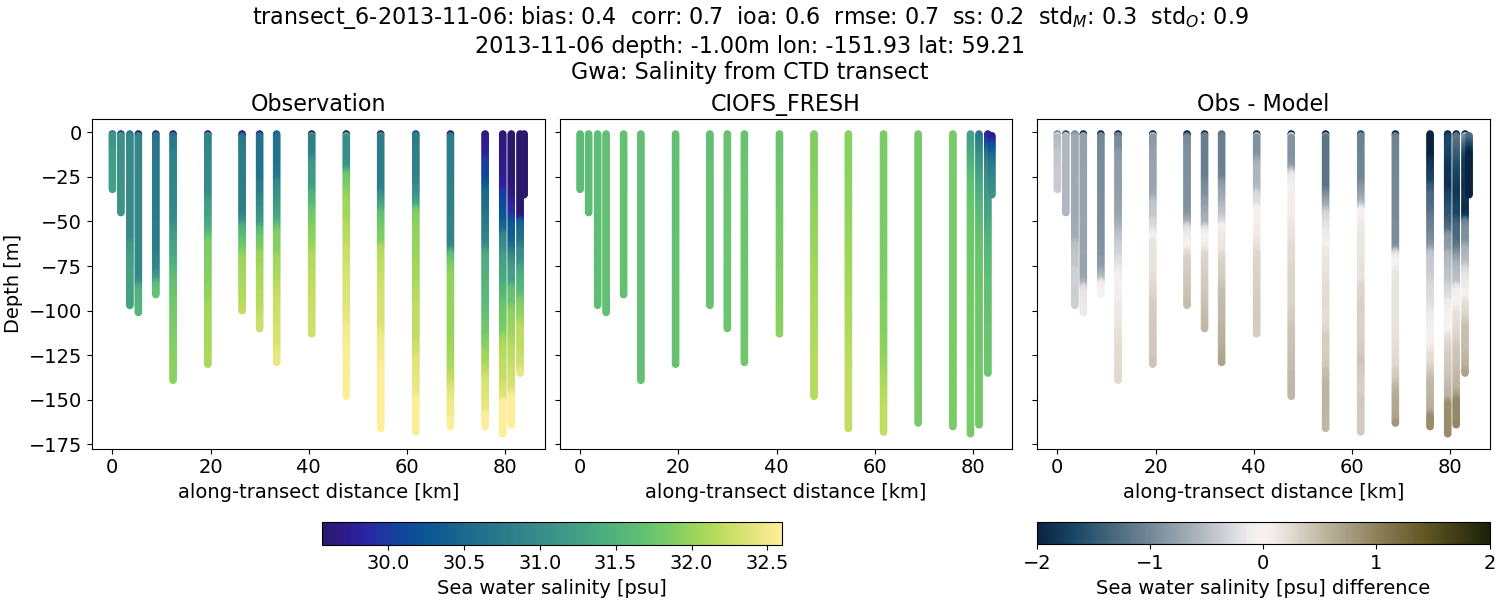 transect_6-2013-11-06: bias: 0.4 corr: 0.7 ioa: 0.6 rmse: 0.7 ss: 0.2 std_M: 0.3 std_O: 0.9
2013-11-06 depth: -1.00m lon: -151.93 lat: 59.21
Gwa: Salinity from CTD transect
Observation
CIOFS_FRESH
Obs - Model
Depth [m]
0
−25
−50
−75
−100
−125
−150
−175
0 20 40 60 80
0 20 40 60 80
0 20 40 60 80
along-transect distance [km]
along-transect distance [km]
along-transect distance [km]
30.0 30.5 31.0 31.5 32.0 32.5
Sea water salinity [psu]
−2 −1 0 1 2
Sea water salinity [psu] difference